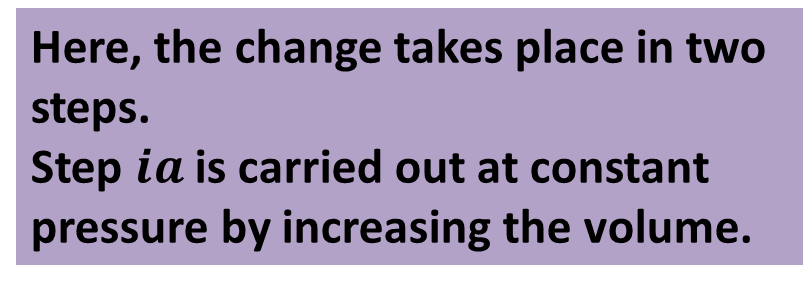 Here, the change takes place in two
steps.
Step ia is carried out at constant
pressure by increasing the volume.